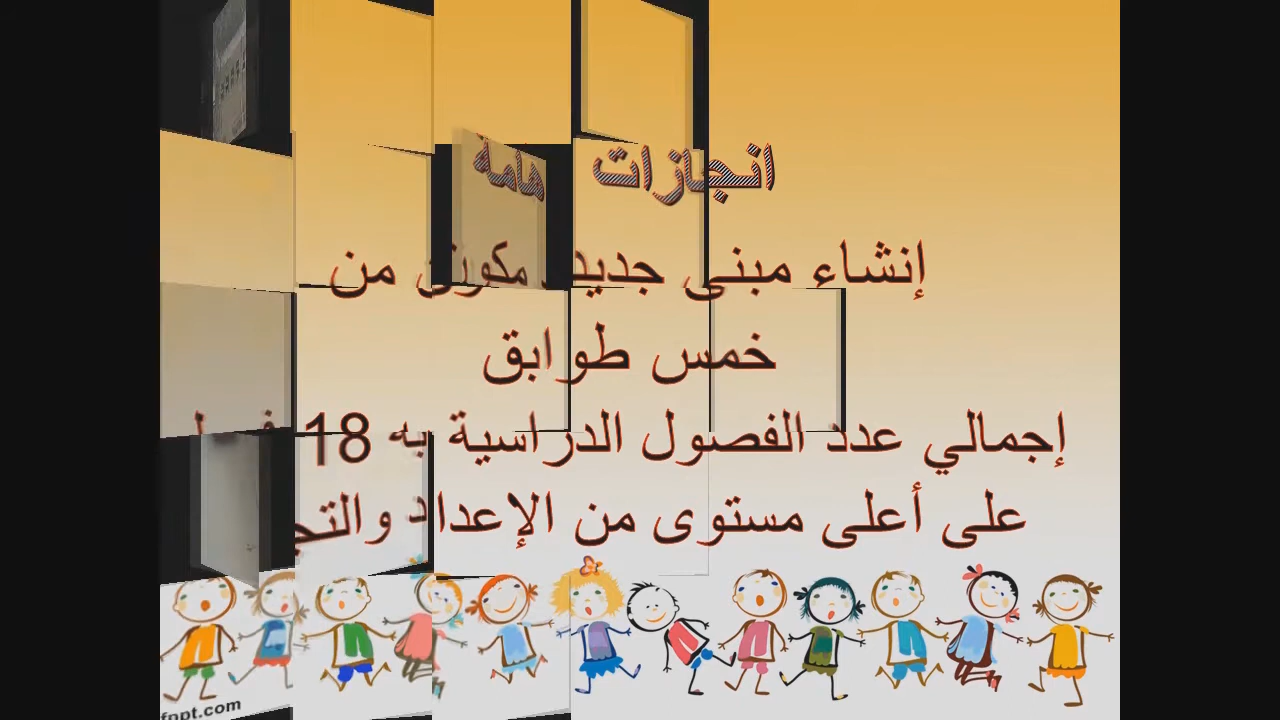 انجازات هامة
إنشاء مبنى جديد مكون من
خمس طوابق
إجمالي عدد الفصول الدراسية به 18
على أعلى مستوى من الإعداد
fppt.com